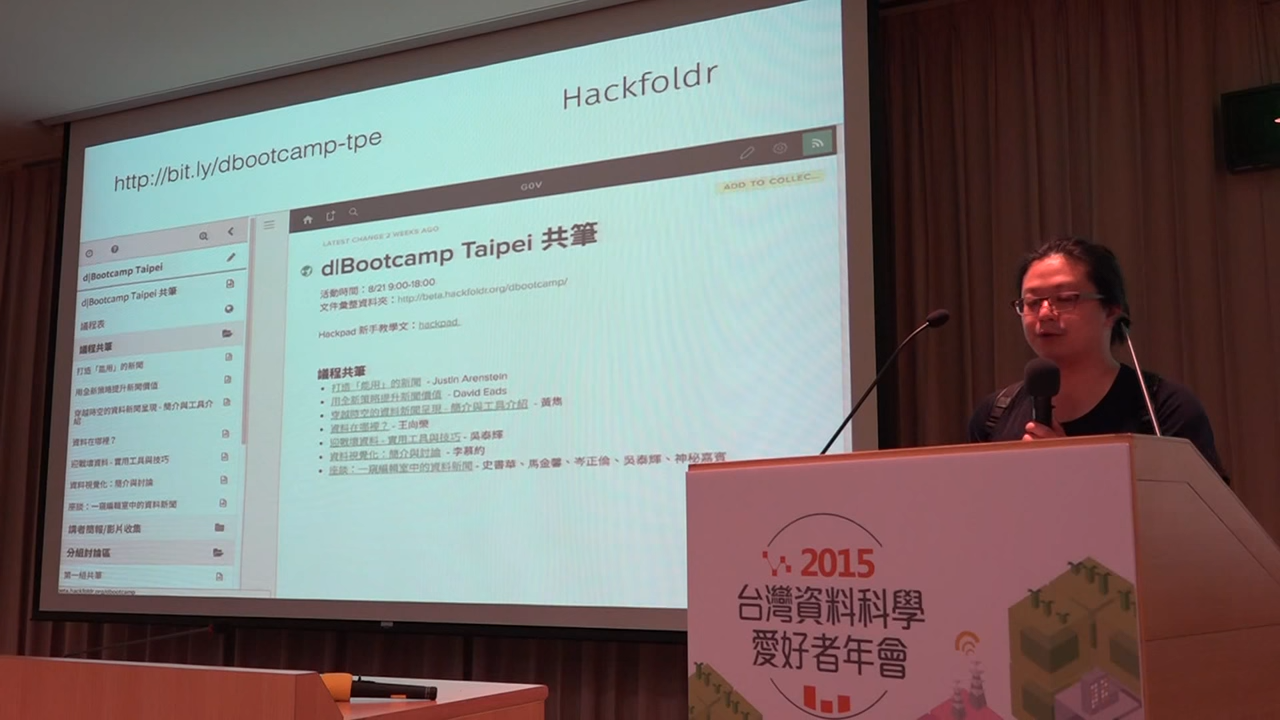 Hackfoldr
http://bit.ly/dbootcamp-tpe
GOV
ADD TO COLLEC...
LATEST CHANGE 2 WEEKS AGO
d|Bootcamp Taipei 共筆
活動時間：8/21 9:00-18:00
文件彙整資料夾：http://beta.hackfoldr.org/dbootcamp/
Hackpad 新手教學文：hackpad.
議程共筆
打造「能用」的新聞 - Justin Arenstein
用全新策略提升新聞價值 - David Eads
穿越時空的資料新聞呈現 - 簡介與工具介紹 - 黃雋
資料在哪裡？ - 王向榮
迎戰壞資料 - 實用工具與技巧 - 吳泰輝
資料視覺化：簡介與討論 - 李慕約
座談：一窺編輯室中的資料新聞 - 史書華、馬金馨、岑正倫、吳泰輝、神秘嘉賓
d|Bootcamp Taipei
d|Bootcamp Taipei 共筆
議程表
議程共筆
打造「能用」的新聞
用全新策略提升新聞價值
穿越時空的資料新聞呈現 - 簡介與工具介
紹
資料在哪裡？
迎戰壞資料 - 實用工具與技巧
資料視覺化：簡介與討論
座談：一窺編輯室中的資料新聞
講者簡報/影片收集
分組討論區
第一組共筆
beta.hackfoldr.org/dbootcamp
2015
台灣資料科學
愛好者年會